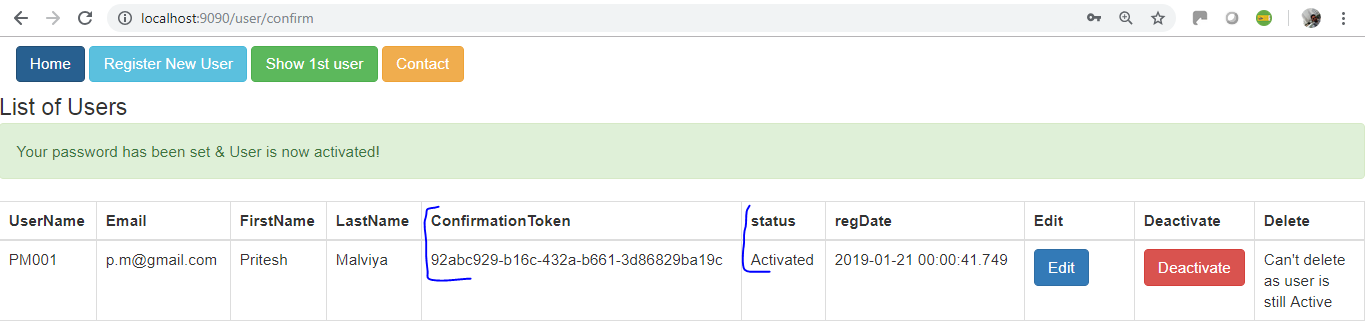 localhost:9090/user/confirm
Home Register New User Show 1st user Contact
List of Users
Your password has been set & User is now activated!
UserName Email FirstName LastName ConfirmationToken status regDate Edit Deactivate Delete
PM001 p.m@gmail.com Pritesh Malviya 92abc929-b16c-432a-b661-3d86829ba19c Activated 2019-01-21 00:00:41.749 Edit Deactivate Can't delete
as user is
still Active